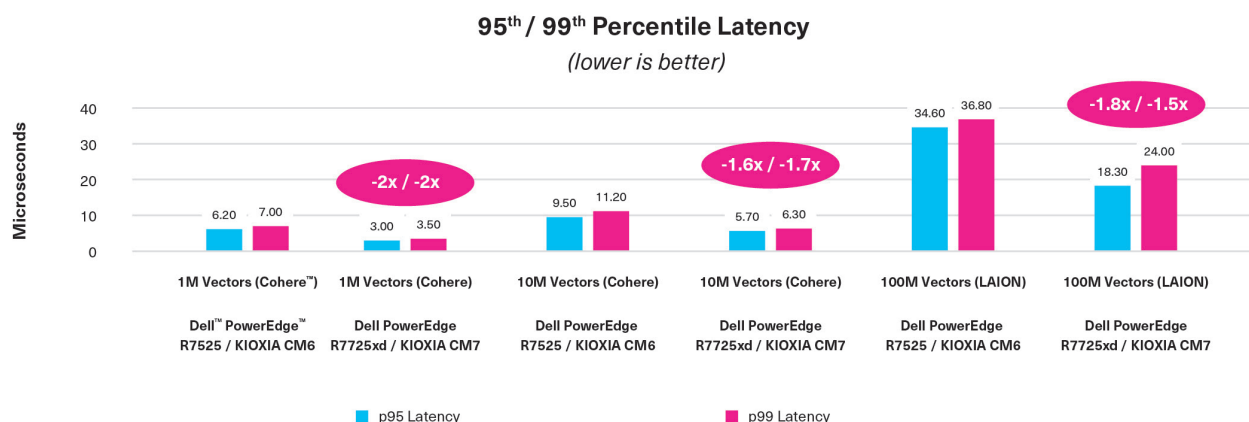 95th / 99th Percentile Latency
(lower is better)
Microseconds
40
30
20
10
0
6.20
7.00
-2x / -2x
3.00
3.50
9.50
11.20
-1.6x / -1.7x
5.70
6.30
34.60
36.80
-1.8x / -1.5x
18.30
24.00
1M Vectors (Cohere™)
Dell™ PowerEdge™
R7525 / KIOXIA CM6
1M Vectors (Cohere)
Dell PowerEdge
R7725xd / KIOXIA CM7
10M Vectors (Cohere)
Dell PowerEdge
R7525 / KIOXIA CM6
10M Vectors (Cohere)
Dell PowerEdge
R7725xd / KIOXIA CM7
100M Vectors (LAION)
Dell PowerEdge
R7525 / KIOXIA CM6
100M Vectors (LAION)
Dell PowerEdge
R7725xd / KIOXIA CM7
p95 Latency
p99 Latency